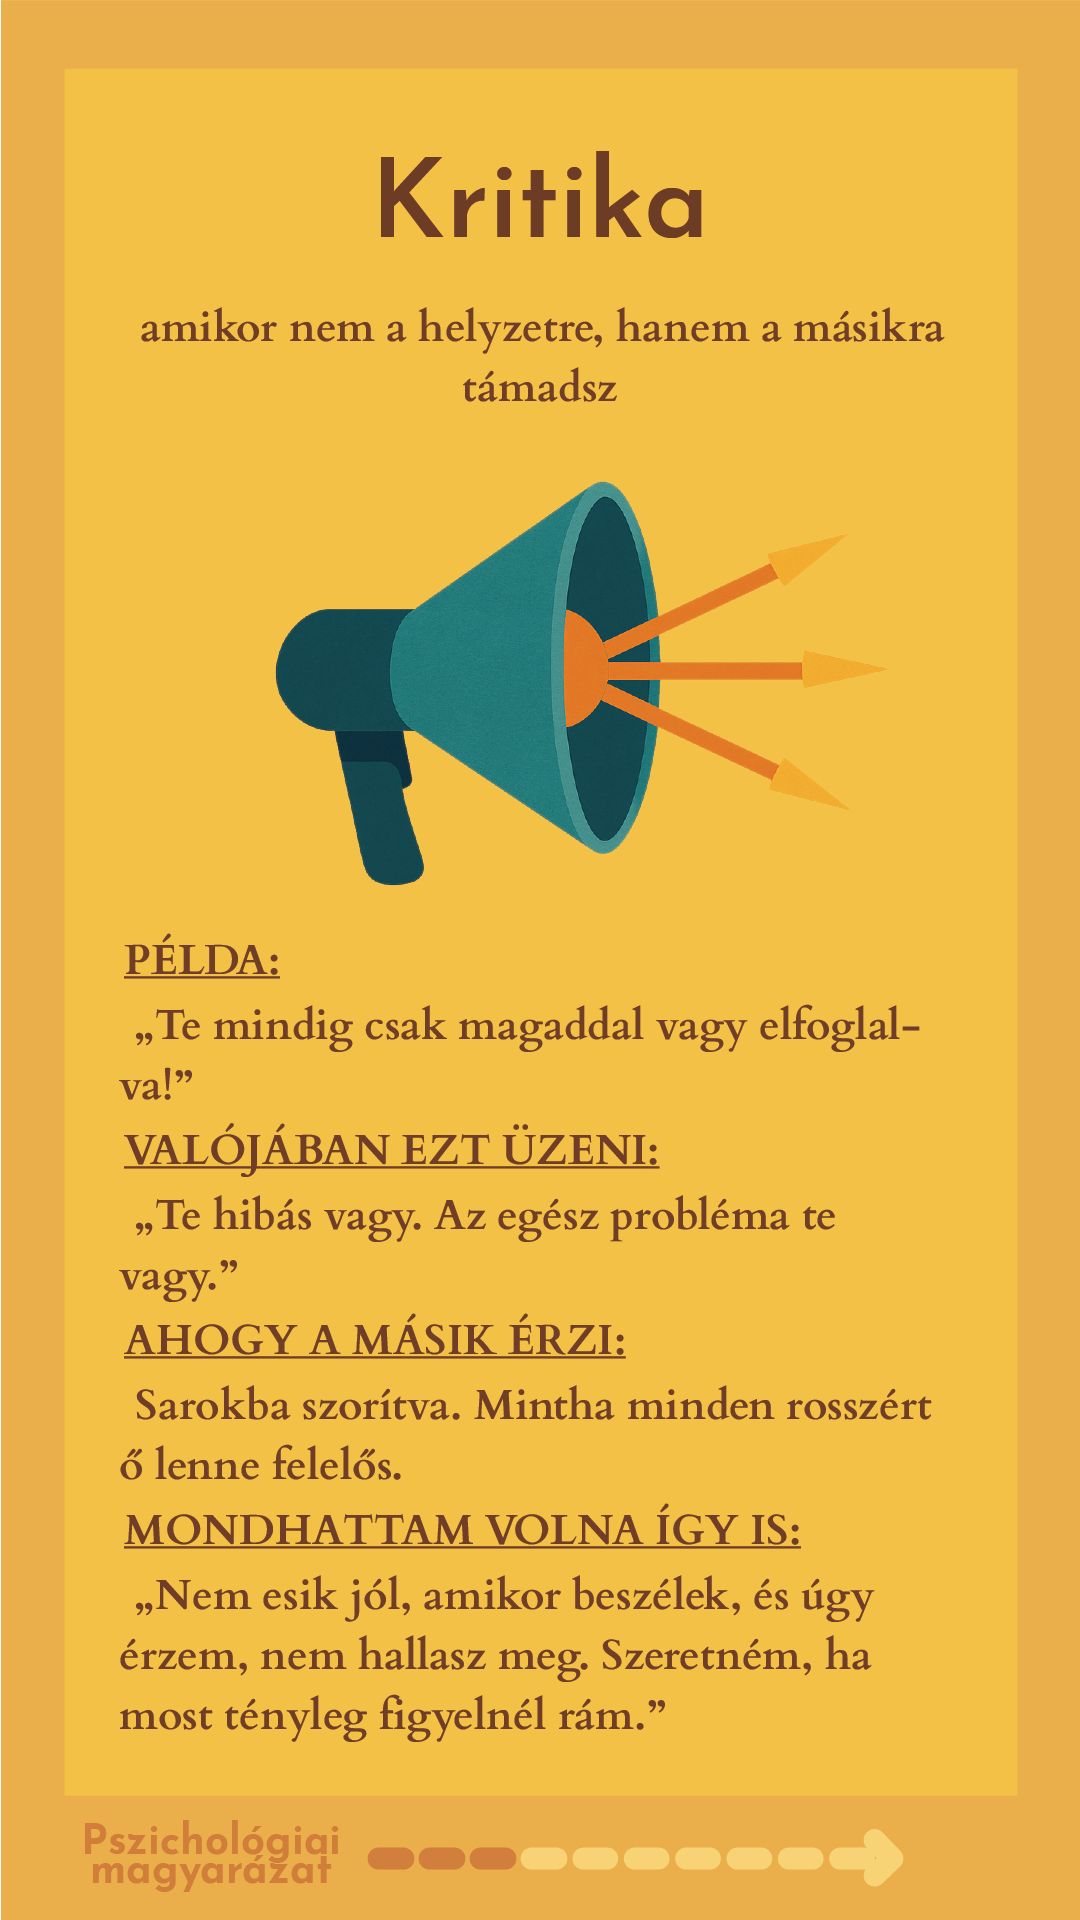 Kritika
amikor nem a helyzetre, hanem a másikra
támadsz
PÉLDA:
„Te mindig csak magaddal vagy elfoglal-
va!”
VALÓJÁBAN EZT ÜZENI:
„Te hibás vagy. Az egész probléma te
vagy.”
AHOGY A MÁSIK ÉRZI:
Sarokba szorítva. Mintha minden rosszért
ő lenne felelős.
MONDHATTAM VOLNA ÍGY IS:
„Nem esik jól, amikor beszélek, és úgy
érzem, nem hallasz meg. Szeretném, ha
most tényleg figyelnél rám.”
Pszichológiai
magyarázat